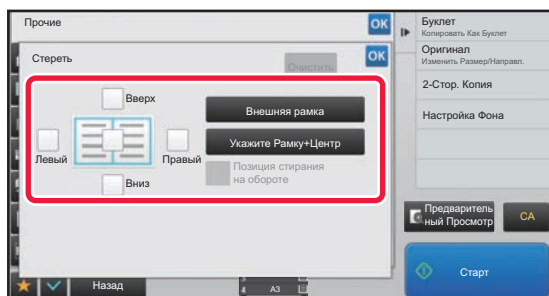 Прочие
OK
Стереть
OK
Очистить
Вверх
Левый
Правый
Вниз
Внешняя рамка
Укажите Рамку+Центр
Позиция стирания
на обороте
Назад
4 A3
Буклет
Копировать Как Буклет
Оригинал
Изменить Размер/Направл.
2-Стор. Копия
Настройка Фона
Предваритель
ный Просмотр
CA
Старт